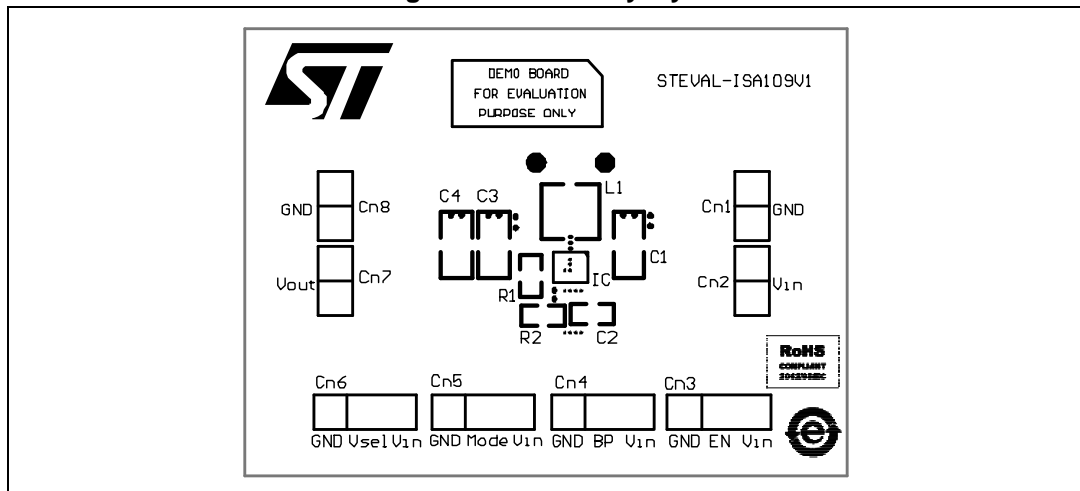 ST
DEMO BOARD
FOR EVALUATION
PURPOSE ONLY
STEVAL-ISA109V1
C4
C3
L1
GND
Cn8
Cn1
GND
C1
Vout
Cn7
Cn2
Vin
R1
IC
R2
C2
RoHS
COMPLIANT
Cn6
Cn5
Cn4
Cn3
GND Vsel Vin
GND Mode Vin
GND BP Vin
GND EN Vin
e